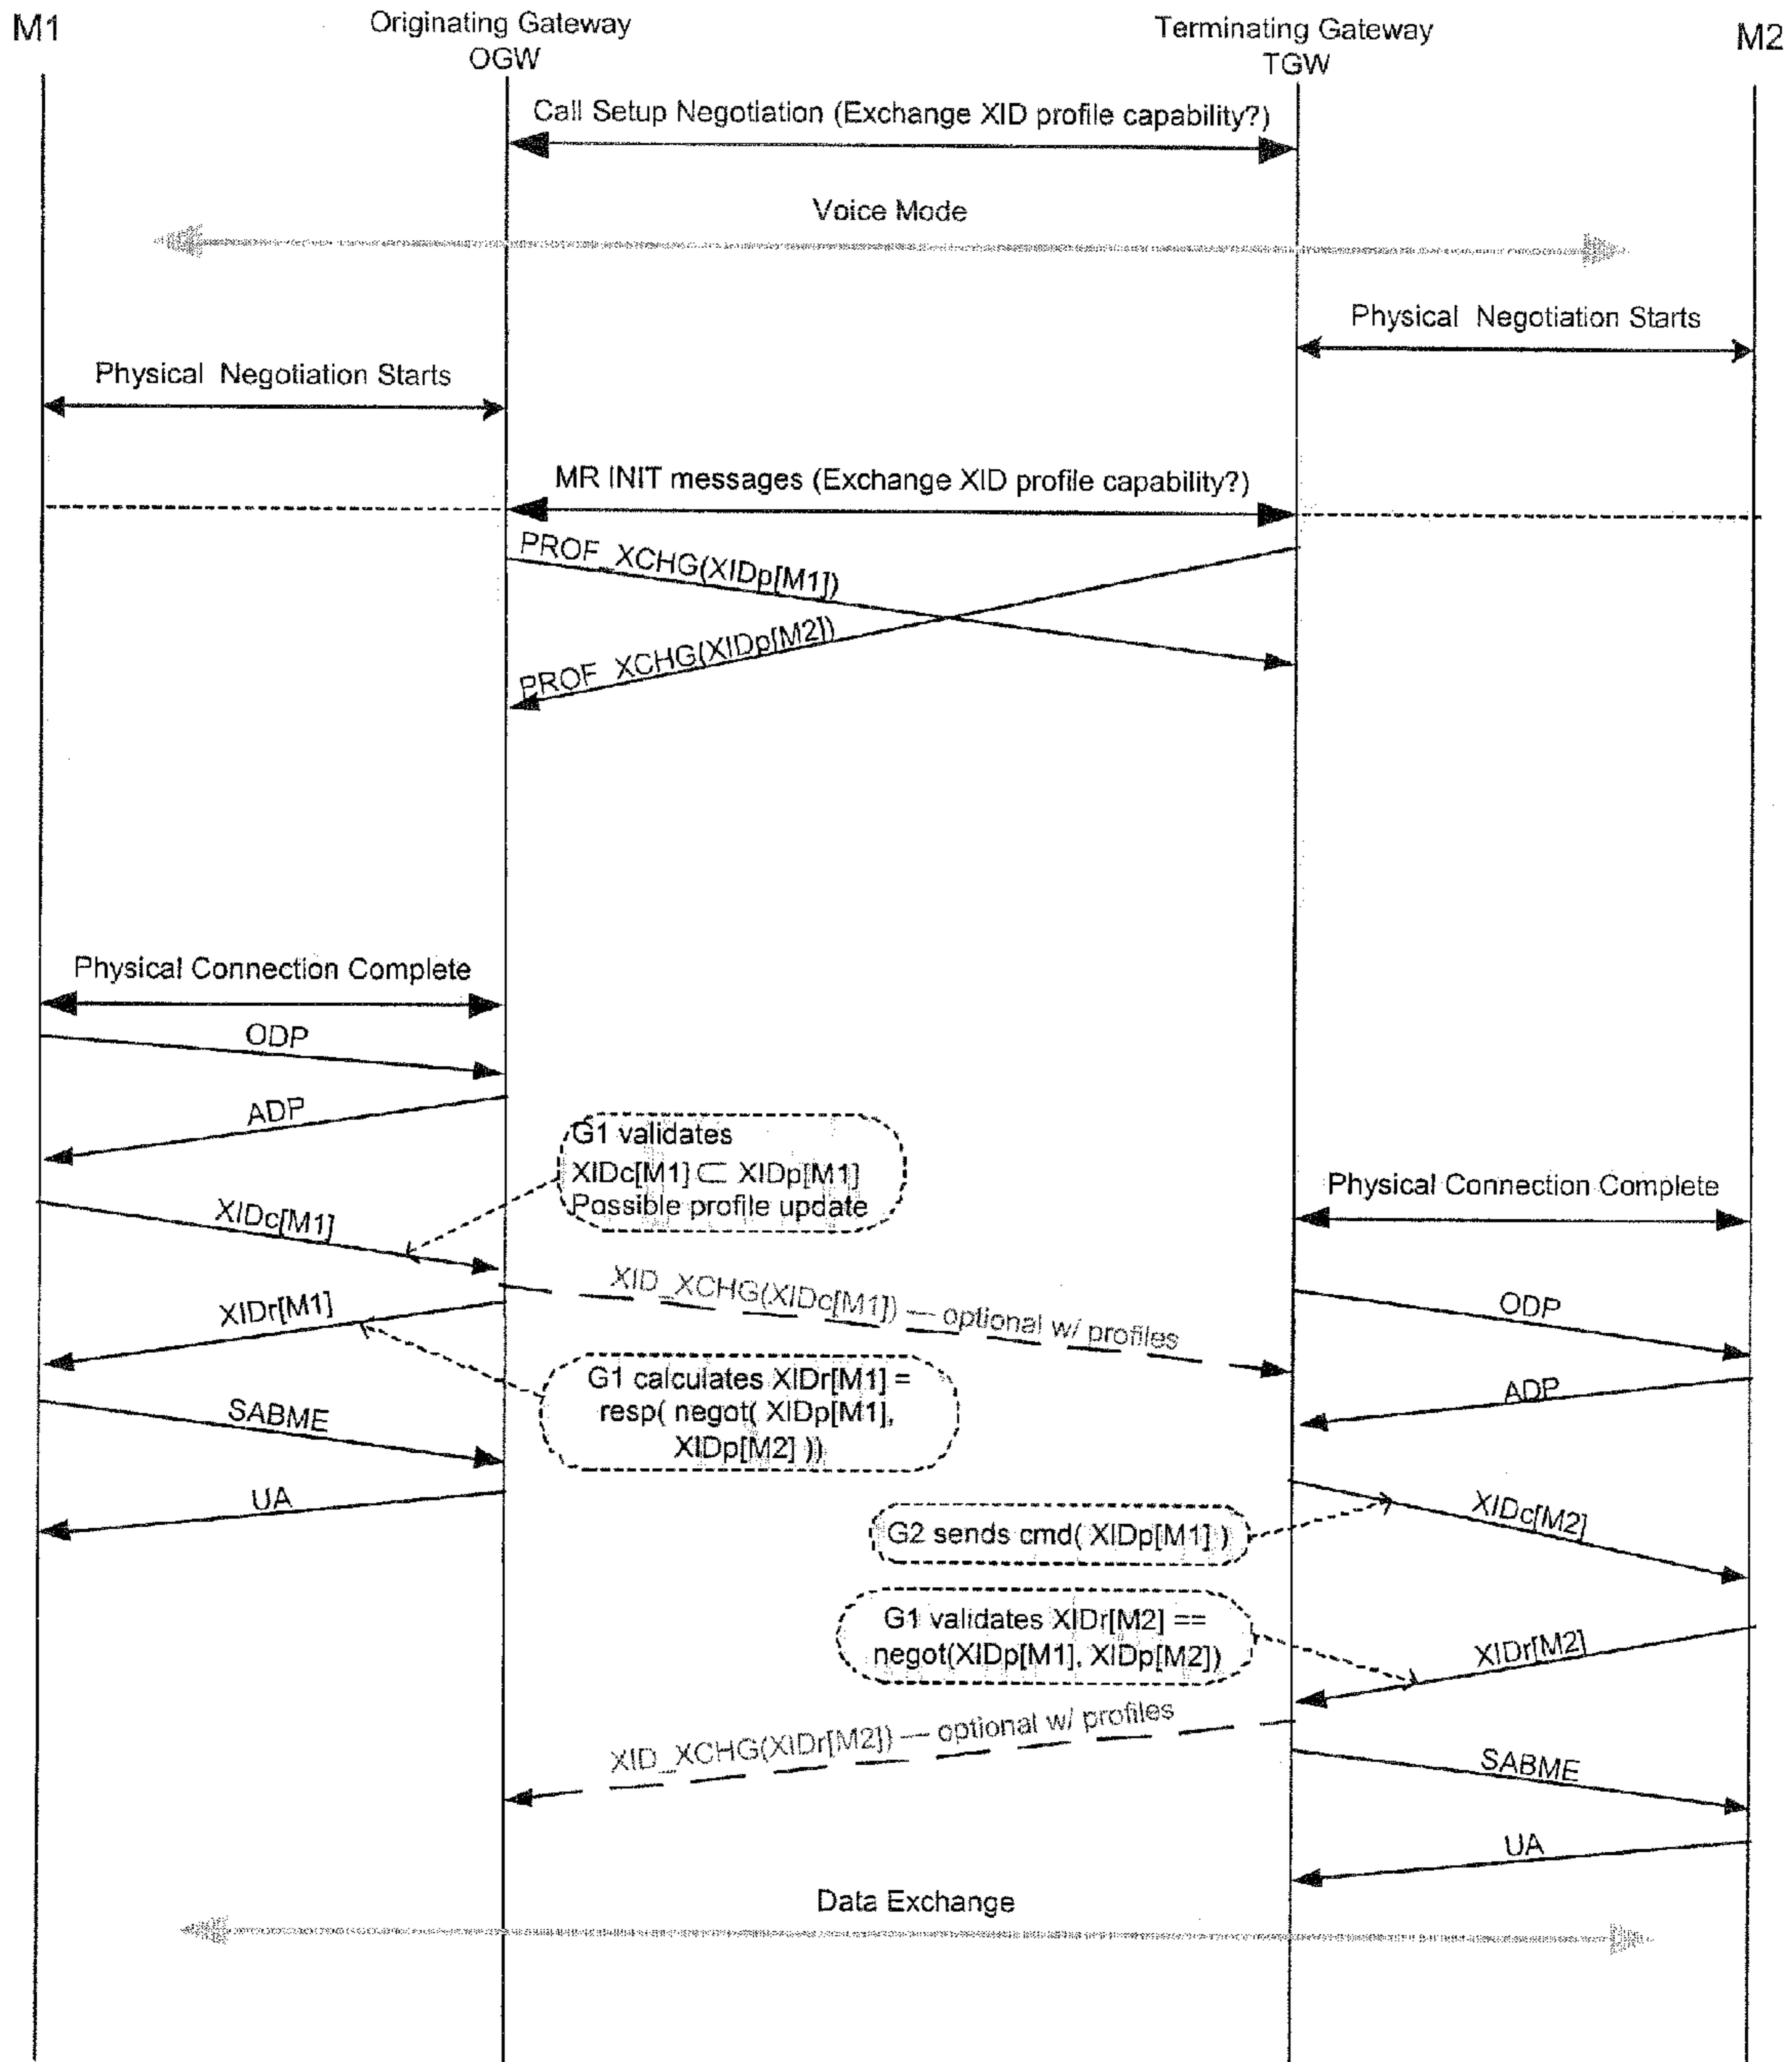 M1
Originating Gateway
OGW
Terminating Gateway
TGW
M2
Call Setup Negotiation (Exchange XID profile capability?)
Voice Mode
Physical Negotiation Starts
Physical Negotiation Starts
MR INIT messages (Exchange XID profile capability?)
PROF_XCHG(XIDp[M1])
PROF_XCHG(XIDp[M2])
Physical Connection Complete
ODP
ADP
G1 validates
XIDc[M1] ⊂ XIDp[M1]
Possible profile update
Physical Connection Complete
XIDc[M1]
XID_XCHG(XIDc[M1]) — optional w/ profiles
XIDr[M1]
ODP
G1 calculates XIDr[M1] =
resp( negot( XIDp[M1],
XIDp[M2] ))
ADP
SABME
UA
XIDc[M2]
G2 sends cmd( XIDp[M1] )
G1 validates XIDr[M2] ==
negot(XIDp[M1], XIDp[M2])
XIDr[M2]
XID_XCHG(XIDr[M2]) — optional w/ profiles
SABME
UA
Data Exchange